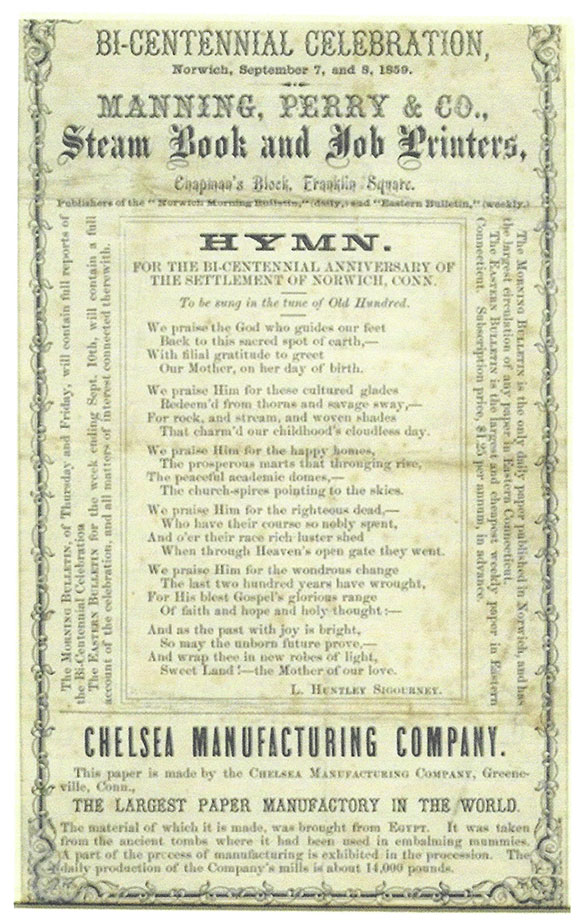 BI-CENTENNIAL CELEBRATION,
Norwich, September 7, and 8, 1859.
MANNING, PERRY & CO.,
Steam Book and Job Printers,
Chapman's Block, Franklin Square.
Publishers of the "Norwich Morning Bulletin," (daily,) and "Eastern Bulletin," (weekly.)
The MORNING BULLETIN, of Thursday and Friday, will contain full reports of
the Bi-Centennial Celebration
The EASTERN BULLETIN for the week ending Sept. 10th, will contain a full
account of the celebration, and all matters of interest connected therewith.
HYMN.
FOR THE BI-CENTENNIAL ANNIVERSARY OF
THE SETTLEMENT OF NORWICH, CONN.
To be sung in the tune of Old Hundred.
We praise the God who guides our feet
Back to this sacred spot of earth,—
With filial gratitude to greet
Our Mother, on her day of birth.
We praise Him for these cultured glades
Redeem'd from thorns and savage sway,—
For rock, and stream, and woven shades
That charm'd our childhood's cloudless day.
We praise Him for the happy homes,
The prosperous marts that thronging rise,
The peaceful academic domes,—
The church-spires pointing to the skies.
We praise Him for the righteous dead,—
Who have their course so nobly spent,
And o'er their race rich luster shed
When through Heaven's open gate they went.
We praise Him for the wondrous change
The last two hundred years have wrought,
For His blest Gospel's glorious range
Of faith and hope and holy thought:—
And as the past with joy is bright,
So may the unborn future prove,—
And wrap thee in new robes of light,
Sweet Land!—the Mother of our love.
L. HUNTLEY SIGOURNEY.
The MORNING BULLETIN is the only daily paper published in Norwich, and has
the largest circulation of any paper in Eastern Connecticut.
The EASTERN BULLETIN is the largest and cheapest weekly paper in Eastern
Connecticut Subscription price, $1,25 per annum, in advance.
CHELSEA MANUFACTURING COMPANY.
This paper is made by the CHELSEA MANUFACTURING COMPANY, Greene-
ville, Conn.,
THE LARGEST PAPER MANUFACTORY IN THE WORLD.
The material of which it is made, was brought from EGYPT. It was taken
from the ancient tombs where it had been used in embalming mummies.
A part of the process of manufacturing is exhibited in the procession. The
daily production of the Company's mills is about 14,000 pounds.